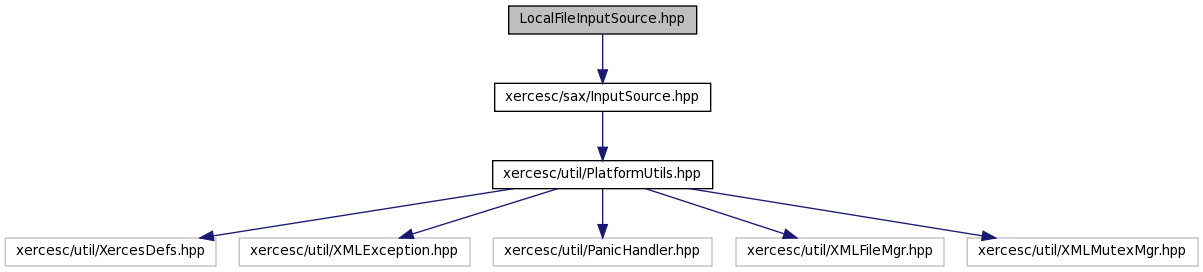 LocalFileInputSource.hpp
xercesc/sax/InputSource.hpp
xercesc/util/PlatformUtils.hpp
xercesc/util/XercesDefs.hpp
xercesc/util/XMLException.hpp
xercesc/util/PanicHandler.hpp
xercesc/util/XMLFileMgr.hpp
xercesc/util/XMLMutexMgr.hpp